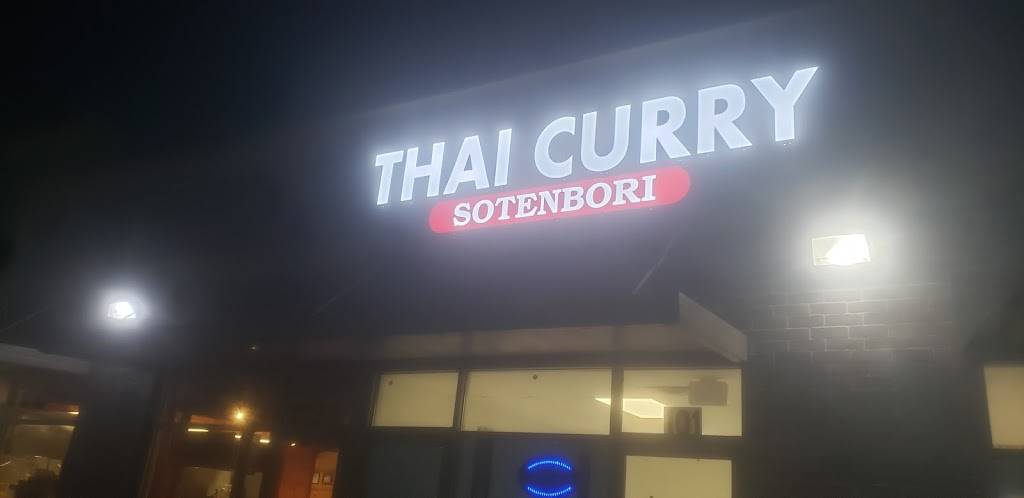 THAI CURRY
SOTENBORI